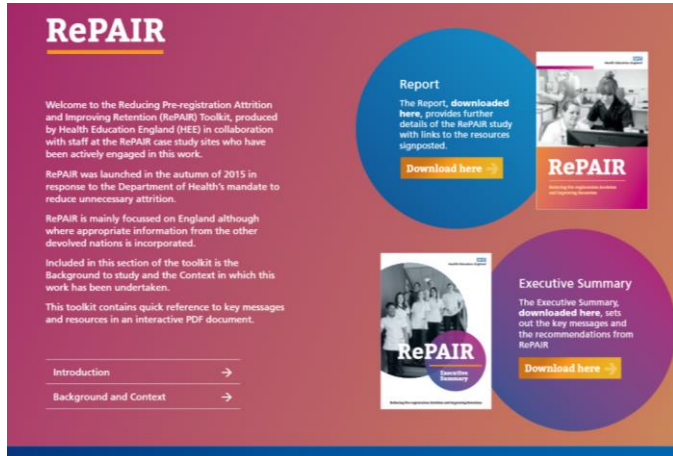 RePAIR
Welcome to the Reducing Pre-registration Attrition
and Improving Retention (RePAIR) Toolkit, produced
by Health Education England (HEE) in collaboration
with staff at the RePAIR case study sites who have
been actively engaged in this work.
RePAIR was launched in the autumn of 2015 in
response to the Department of Health's mandate to
reduce unnecessary attrition.
RePAIR is mainly focussed on England although
where appropriate information from the other
devolved nations is incorporated.
Included in this section of the toolkit is the
Background to study and the Context in which this
work has been undertaken.
This toolkit contains quick reference to key messages
and resources in an interactive PDF document.
Introduction
Background and Context
Report
The Report, downloaded
here, provides further
details of the RePAIR study
with links to the resources
signposted.
Download here
NHS
Health Education England
RePAIR
Reducing Pre-registration Attrition
and Improving Retention
NHS
Health Education England
RePAIR
Executive
Summary
Reducing Pre-registration Attrition and Improving Retention
Executive Summary
The Executive Summary,
downloaded here, sets
out the key messages and
the recommendations from
RePAIR
Download here